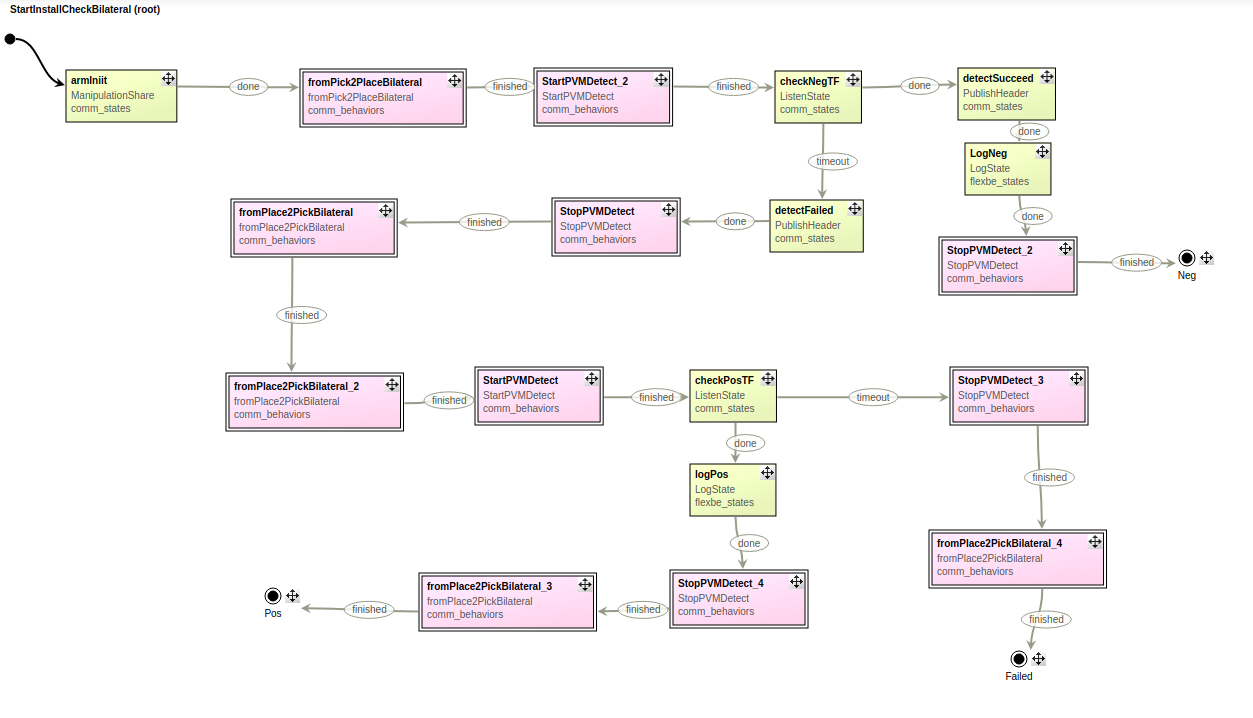 StartInstallCheckBilateral (root)
armIniit
ManipulationShare
comm_states
done
fromPick2PlaceBilateral
fromPick2PlaceBilateral
comm_behaviors
finished
StartPVMDetect_2
StartPVMDetect
comm_behaviors
finished
checkNegTF
ListenState
comm_states
done
detectSucceed
PublishHeader
comm_states
done
timeout
LogNeg
LogState
flexbe_states
done
fromPlace2PickBilateral
fromPlace2PickBilateral
comm_behaviors
finished
StopPVMDetect
StopPVMDetect
comm_behaviors
done
detectFailed
PublishHeader
comm_states
StopPVMDetect_2
StopPVMDetect
comm_behaviors
finished
Neg
finished
fromPlace2PickBilateral_2
fromPlace2PickBilateral
comm_behaviors
finished
StartPVMDetect
StartPVMDetect
comm_behaviors
finished
checkPosTF
ListenState
comm_states
timeout
StopPVMDetect_3
StopPVMDetect
comm_behaviors
done
finished
logPos
LogState
flexbe_states
done
fromPlace2PickBilateral_4
fromPlace2PickBilateral
comm_behaviors
Pos
finished
fromPlace2PickBilateral_3
fromPlace2PickBilateral
comm_behaviors
finished
StopPVMDetect_4
StopPVMDetect
comm_behaviors
finished
Failed